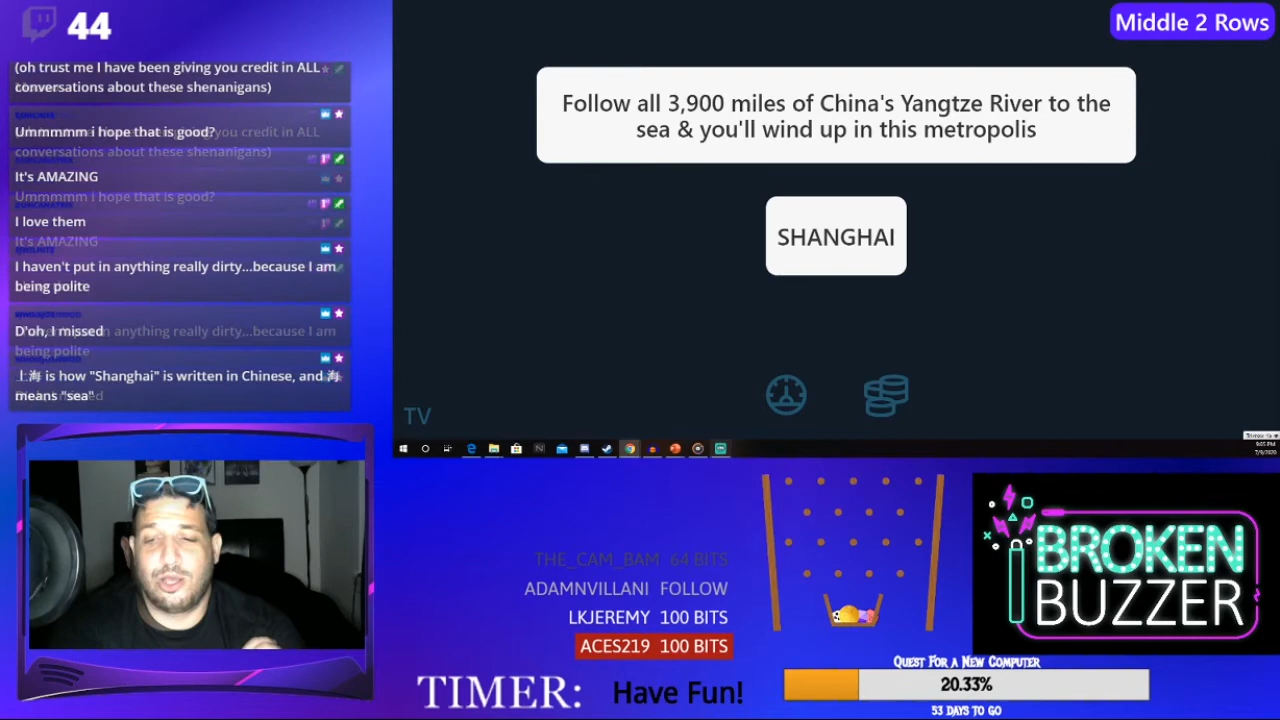 44
(oh trust me I have been giving you credit in ALL
conversations about these shenanigans)
Ummmmm i hope that is good?
It's AMAZING
I love them
I haven't put in anything really dirty...because I am
being polite
D'oh, I missed
上海 is how "Shanghai" is written in Chinese, and 海
means "sea"
Middle 2 Rows
Follow all 3,900 miles of China's Yangtze River to the
sea & you'll wind up in this metropolis
SHANGHAI
TV
THE_CAM_BAM 64 BITS
ADAMNVILLANI FOLLOW
LKJEREMY 100 BITS
ACES219 100 BITS
TIMER: Have Fun!
BROKEN
BUZZER
Quest For a New Computer
20.33%
53 DAYS TO GO